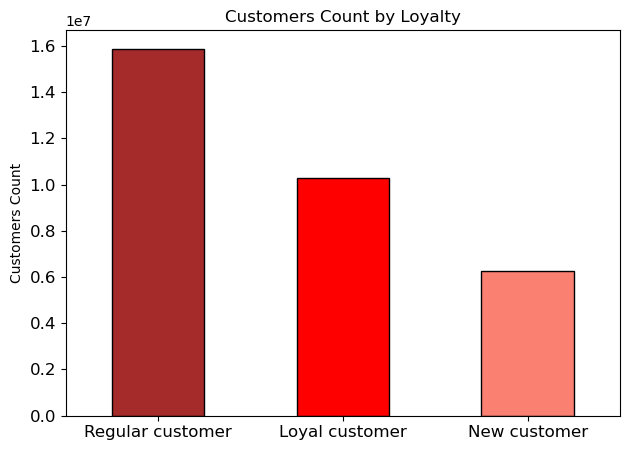 Customers Count by Loyalty
1e7
1.6
1.4
1.2
1.0
0.8
0.6
0.4
0.2
0.0
Customers Count
Regular customer
Loyal customer
New customer